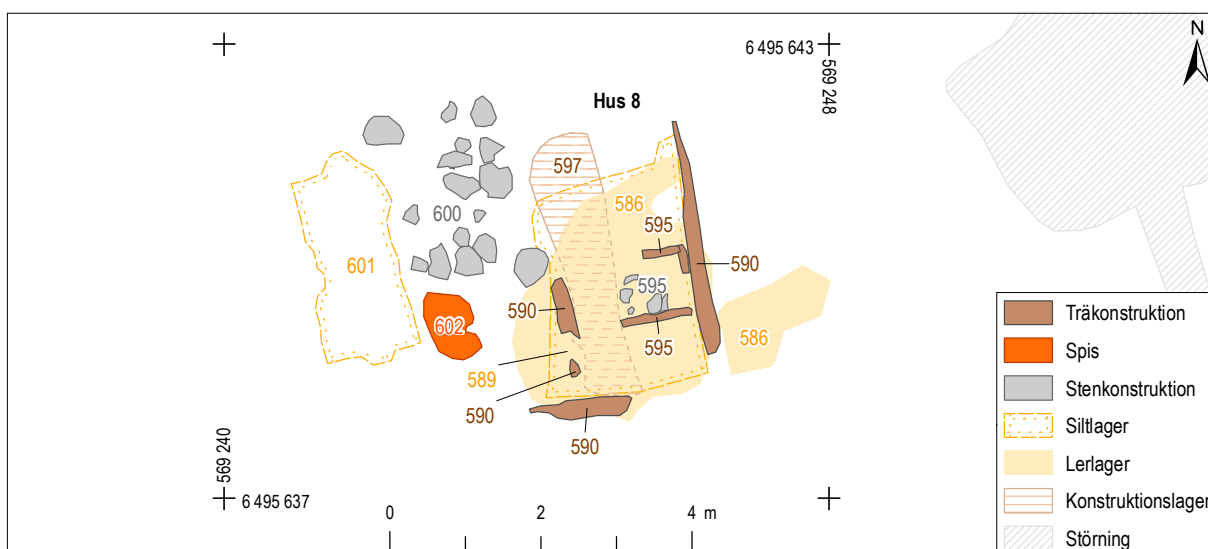 N
6 495 643
569 248
Hus 8
597
586
595
600
601
590
595
590
602
595
586
589
590
590
569 240
6 495 637
0 2 4 m
Träkonstruktion
Spis
Stenkonstruktion
Siltlager
Lerlager
Konstruktionslager
Störning